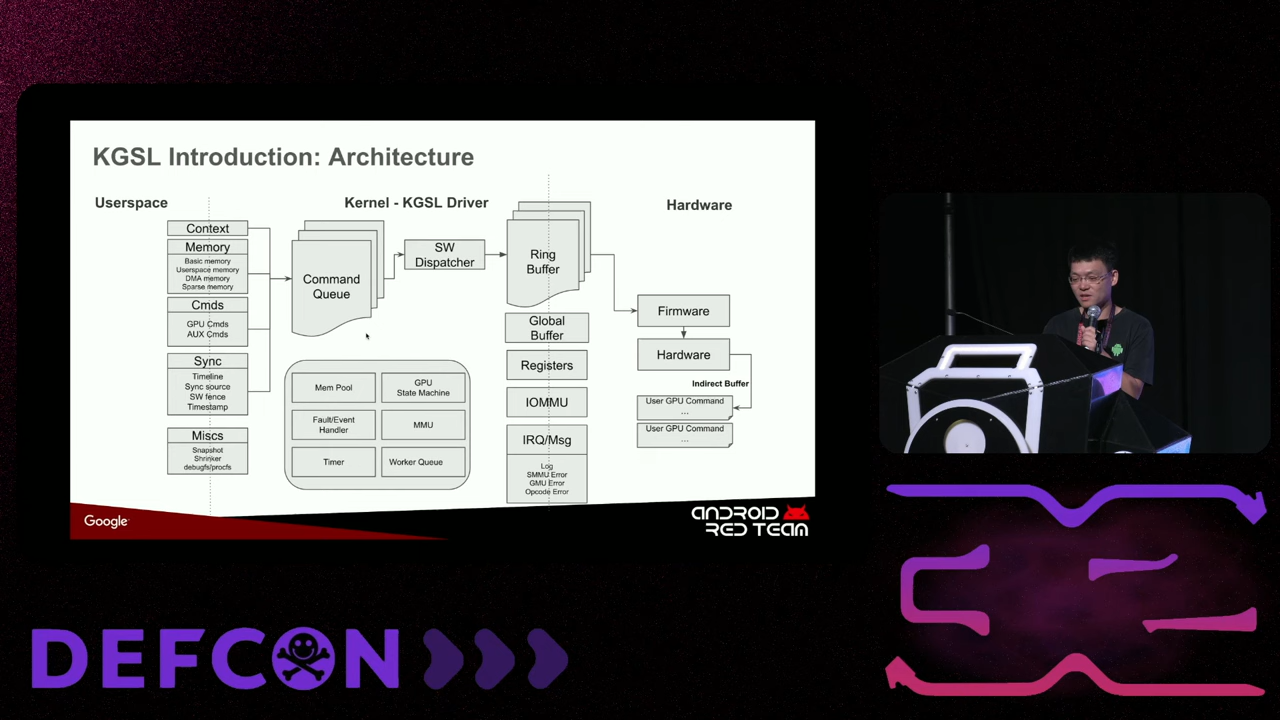 KGSL Introduction: Architecture
Userspace
Kernel - KGSL Driver
Hardware
Context
Memory
Basic memory
Userspace memory
DMA memory
Sparse memory
Cmds
GPU Cmds
AUX Cmds
Sync
Timeline
Sync source
SW fence
Timestamp
Miscs
Snapshot
Shrinker
debugfs/procfs
Command
Queue
SW
Dispatcher
Mem Pool
GPU
State Machine
Fault/Event
Handler
MMU
Timer
Worker Queue
Ring
Buffer
Global
Buffer
Registers
IOMMU
IRQ/Msg
Log
SMMU Error
GMU Error
Opcode Error
Firmware
Hardware
Indirect Buffer
User GPU Command
...
User GPU Command
...
Google
ANDROID
RED TEAM
DEFCON